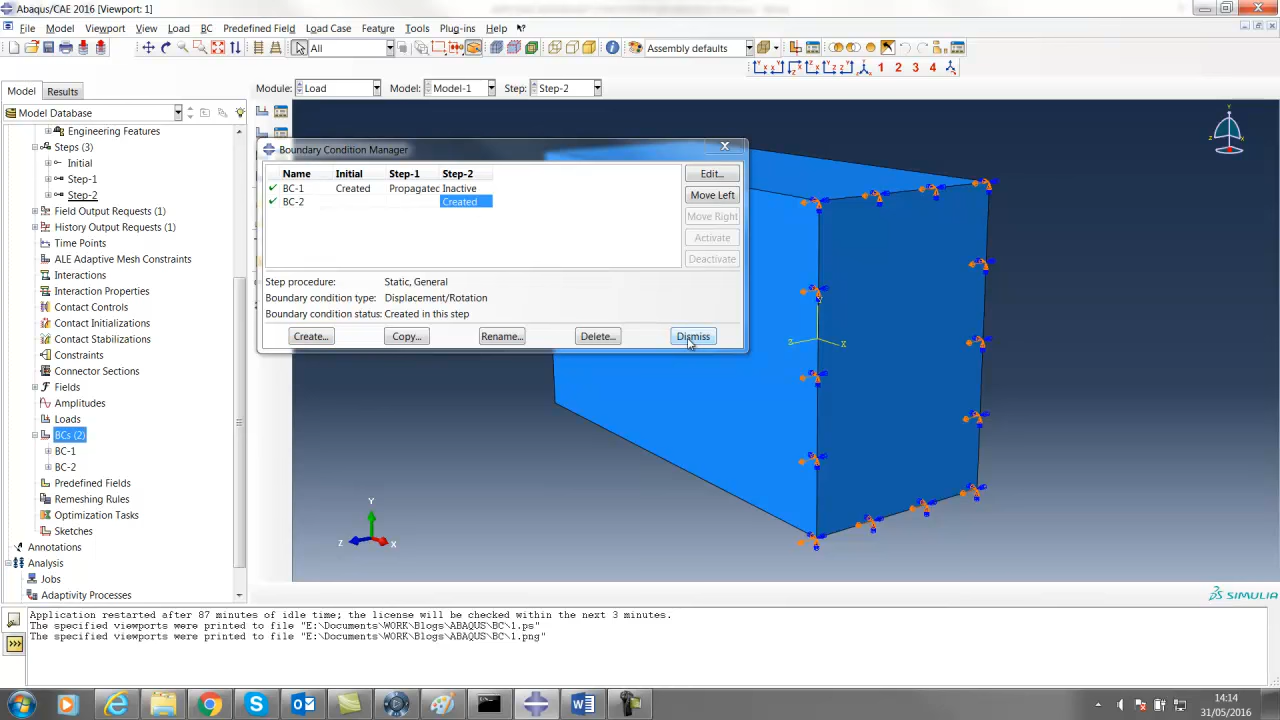 Abaqus/CAE 2016 [Viewport: 1]
File Model Viewport View Load BC Predefined Field Load Case Feature Tools Plug-ins Help
All
Assembly defaults
1 2 3 4
Model Results
Module: Load Model: Model-1 Step: Step-2
Model Database
Engineering Features
Steps (3)
Initial
Step-1
Step-2
Field Output Requests (1)
History Output Requests (1)
Time Points
ALE Adaptive Mesh Constraints
Interactions
Interaction Properties
Contact Controls
Contact Initializations
Contact Stabilizations
Constraints
Connector Sections
Fields
Amplitudes
Loads
BCs (2)
BC-1
BC-2
Predefined Fields
Remeshing Rules
Optimization Tasks
Sketches
Annotations
Analysis
Jobs
Adaptivity Processes
Boundary Condition Manager
Name Initial Step-1 Step-2
BC-1 Created Propagated Inactive
BC-2 Created
Edit...
Move Left
Move Right
Activate
Deactivate
Step procedure: Static, General
Boundary condition type: Displacement/Rotation
Boundary condition status: Created in this step
Create... Copy... Rename... Delete... Dismiss
Y
Z X
Y
Z X
SIMULIA
Application restarted after 87 minutes of idle time; the license will be checked within the next 3 minutes.
The specified viewports were printed to file "E:\Documents\WORK\Blogs\ABAQUS\BC\1.ps"
The specified viewports were printed to file "E:\Documents\WORK\Blogs\ABAQUS\BC\1.png"
14:14
31/05/2016